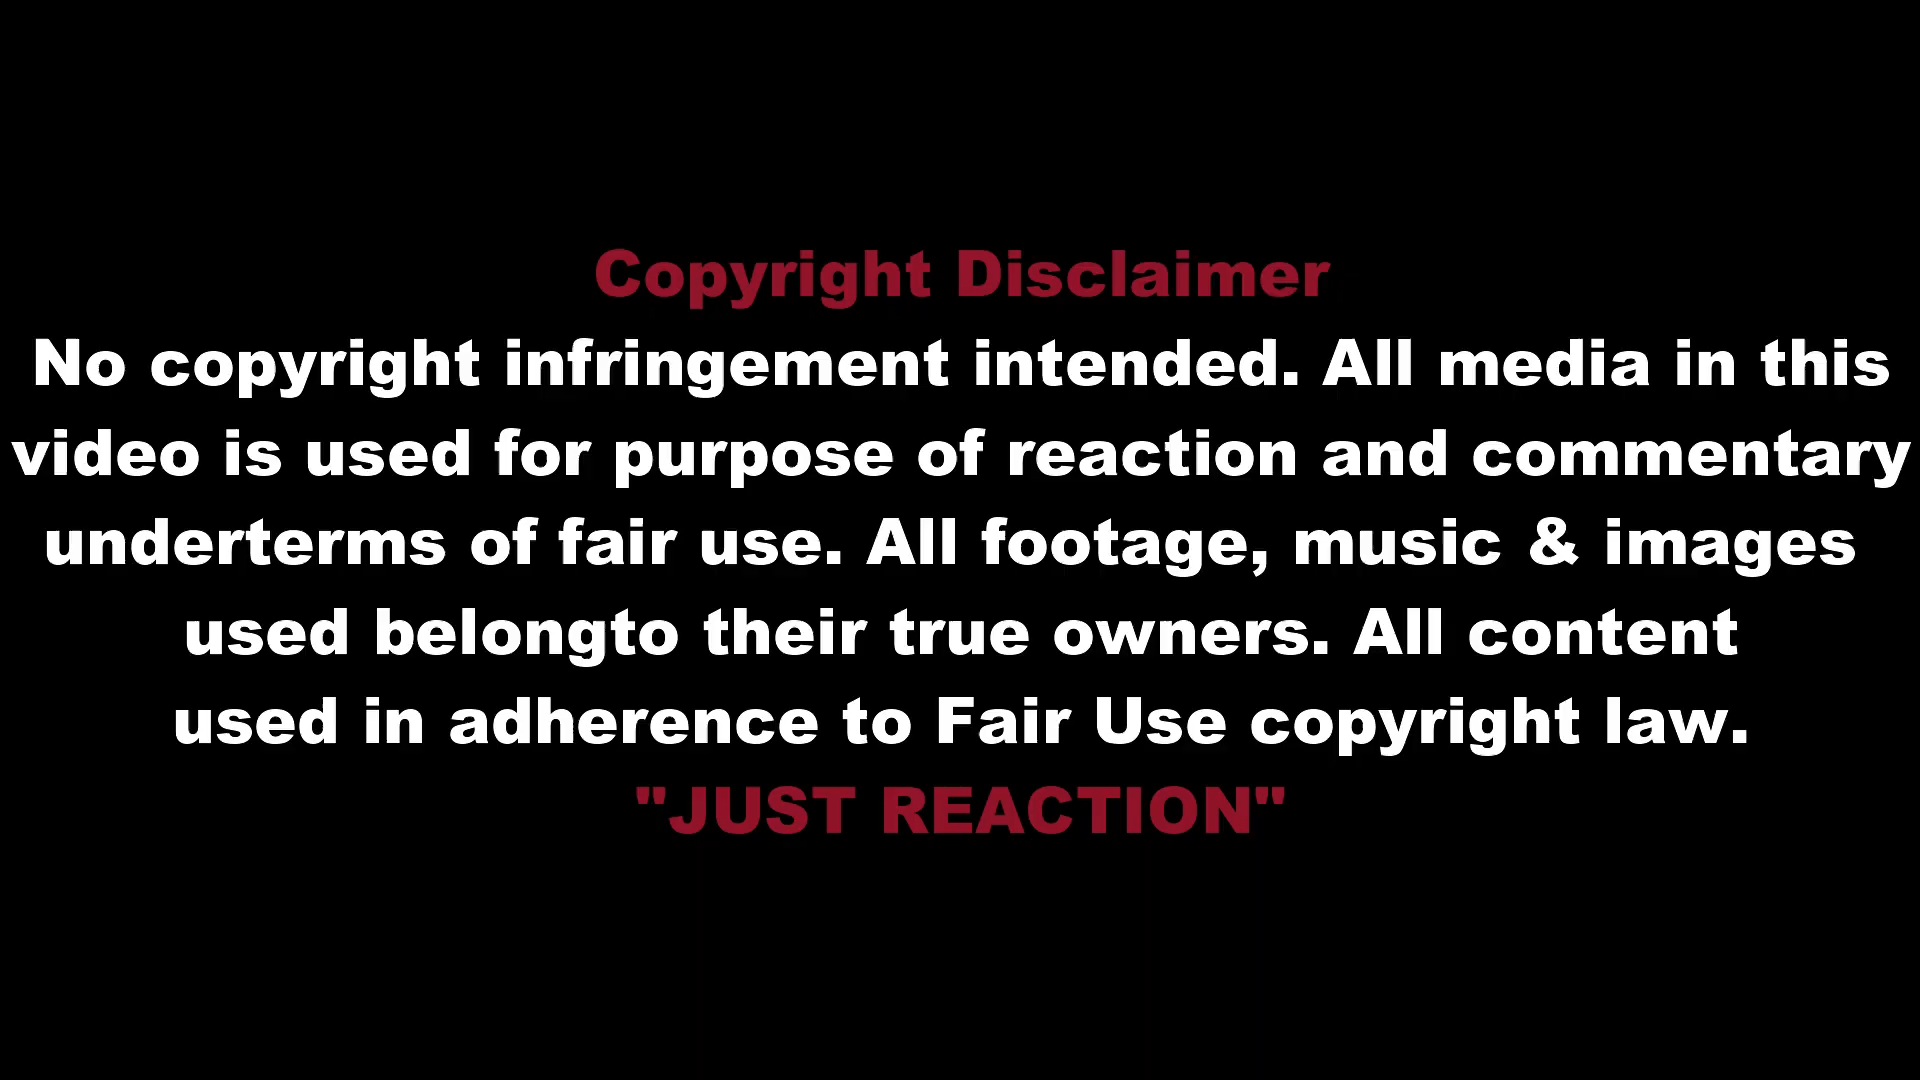 Copyright Disclaimer
No copyright infringement intended. All media in this
video is used for purpose of reaction and commentary
underterms of fair use. All footage, music & images
used belongto their true owners. All content
used in adherence to Fair Use copyright law.
"JUST REACTION"